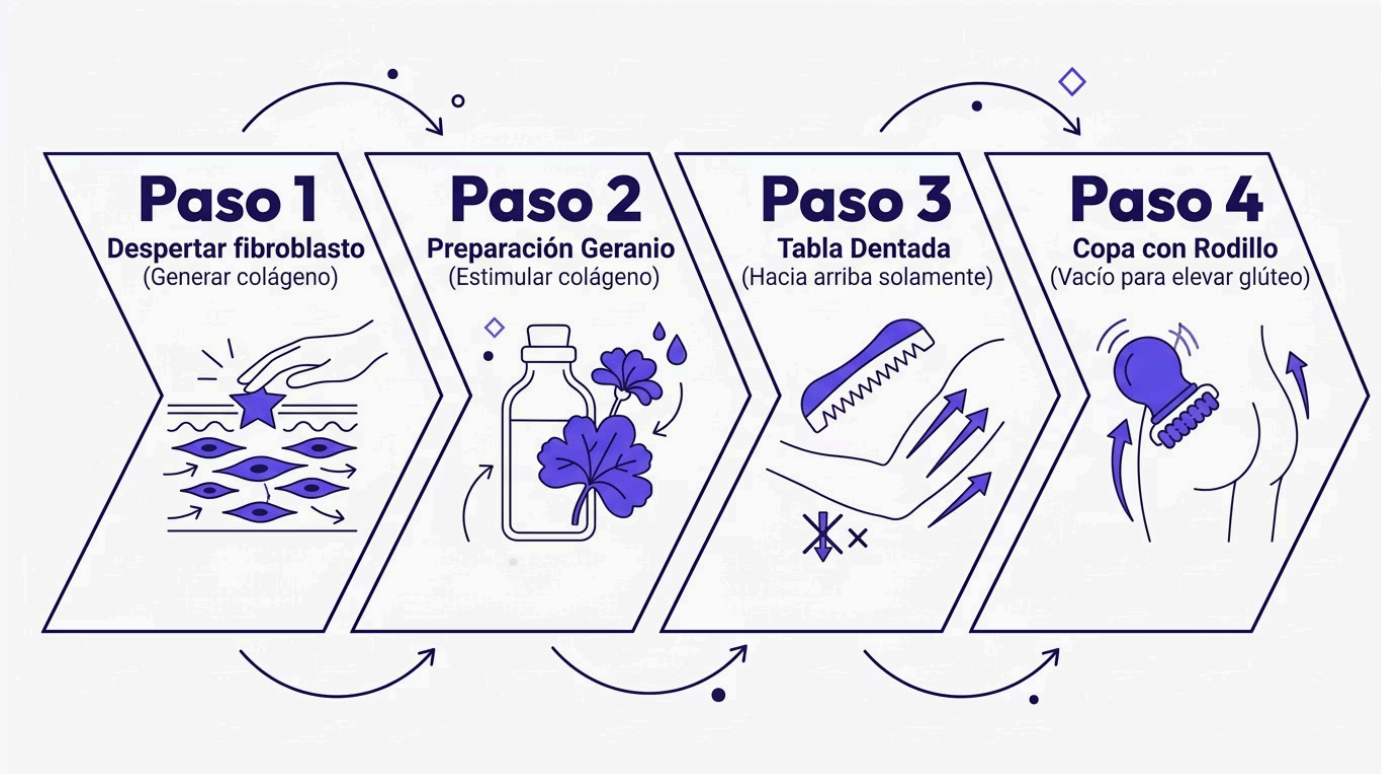 Paso 1
Despertar fibroblasto
(Generar colágeno)
Paso 2
Preparación Geranio
(Estimular colágeno)
Paso 3
Tabla Dentada
(Hacia arriba solamente)
Paso 4
Copa con Rodillo
(Vacío para elevar glúteo)